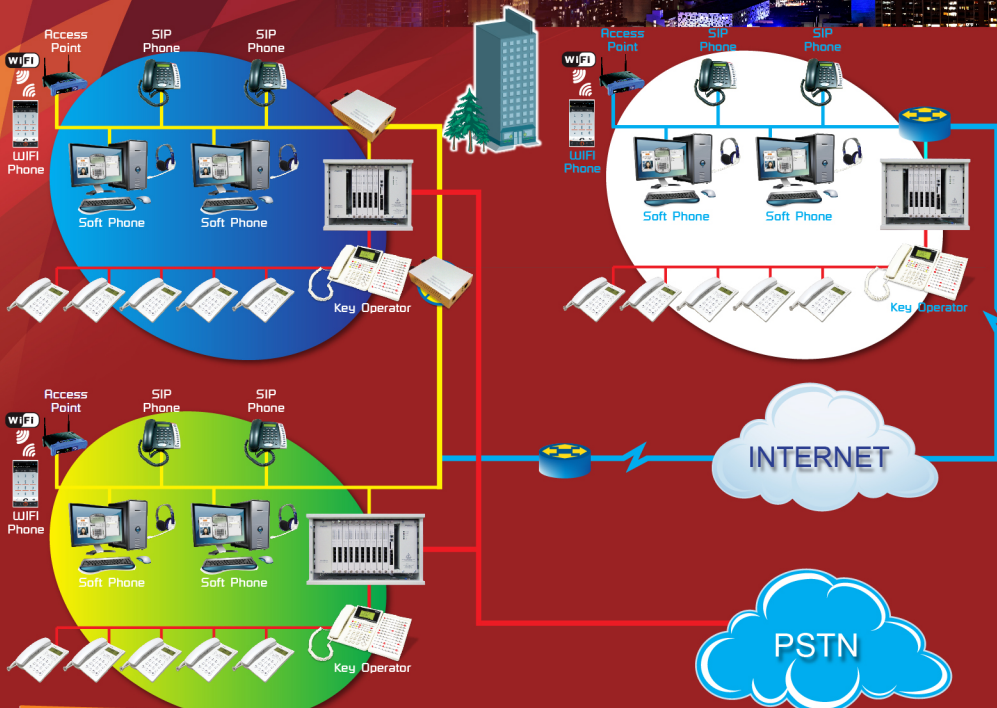 Access
Point
SIP
Phone
SIP
Phone
WiFi
WIFI
Phone
Soft Phone
Soft Phone
Key Operator
Access
Point
SIP
Phone
SIP
Phone
WiFi
WIFI
Phone
Soft Phone
Soft Phone
Key Operator
Access
Point
SIP
Phone
SIP
Phone
WiFi
WIFI
Phone
Soft Phone
Soft Phone
Key Operator
INTERNET
PSTN